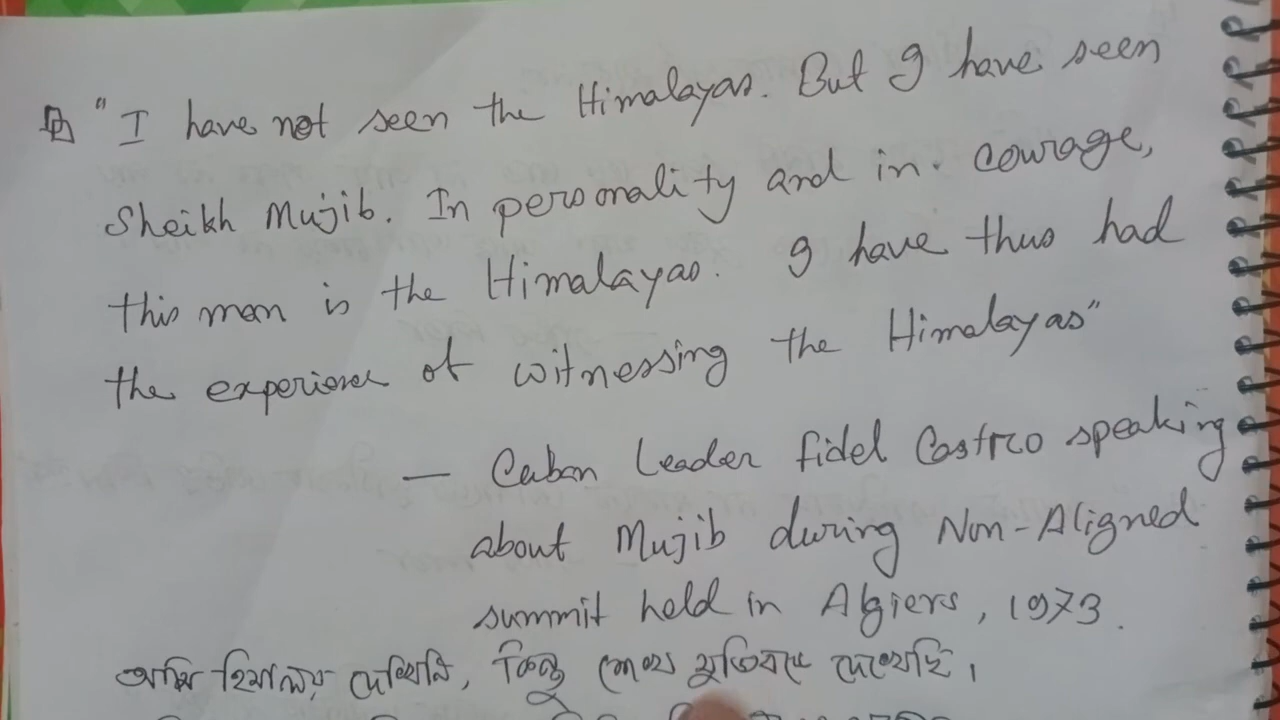 "I have not seen the Himalayas. But I have seen
Sheikh Mujib. In personality and in courage,
this man is the Himalayas. I have thus had
the experience of witnessing the Himalayas"
— Cuban Leader fidel Castro speaking
about Mujib during Non-Aligned
summit held in Algiers, 1973.
আমি হিমালয় দেখিনি, কিন্তু শেখ মুজিবকে দেখেছি।